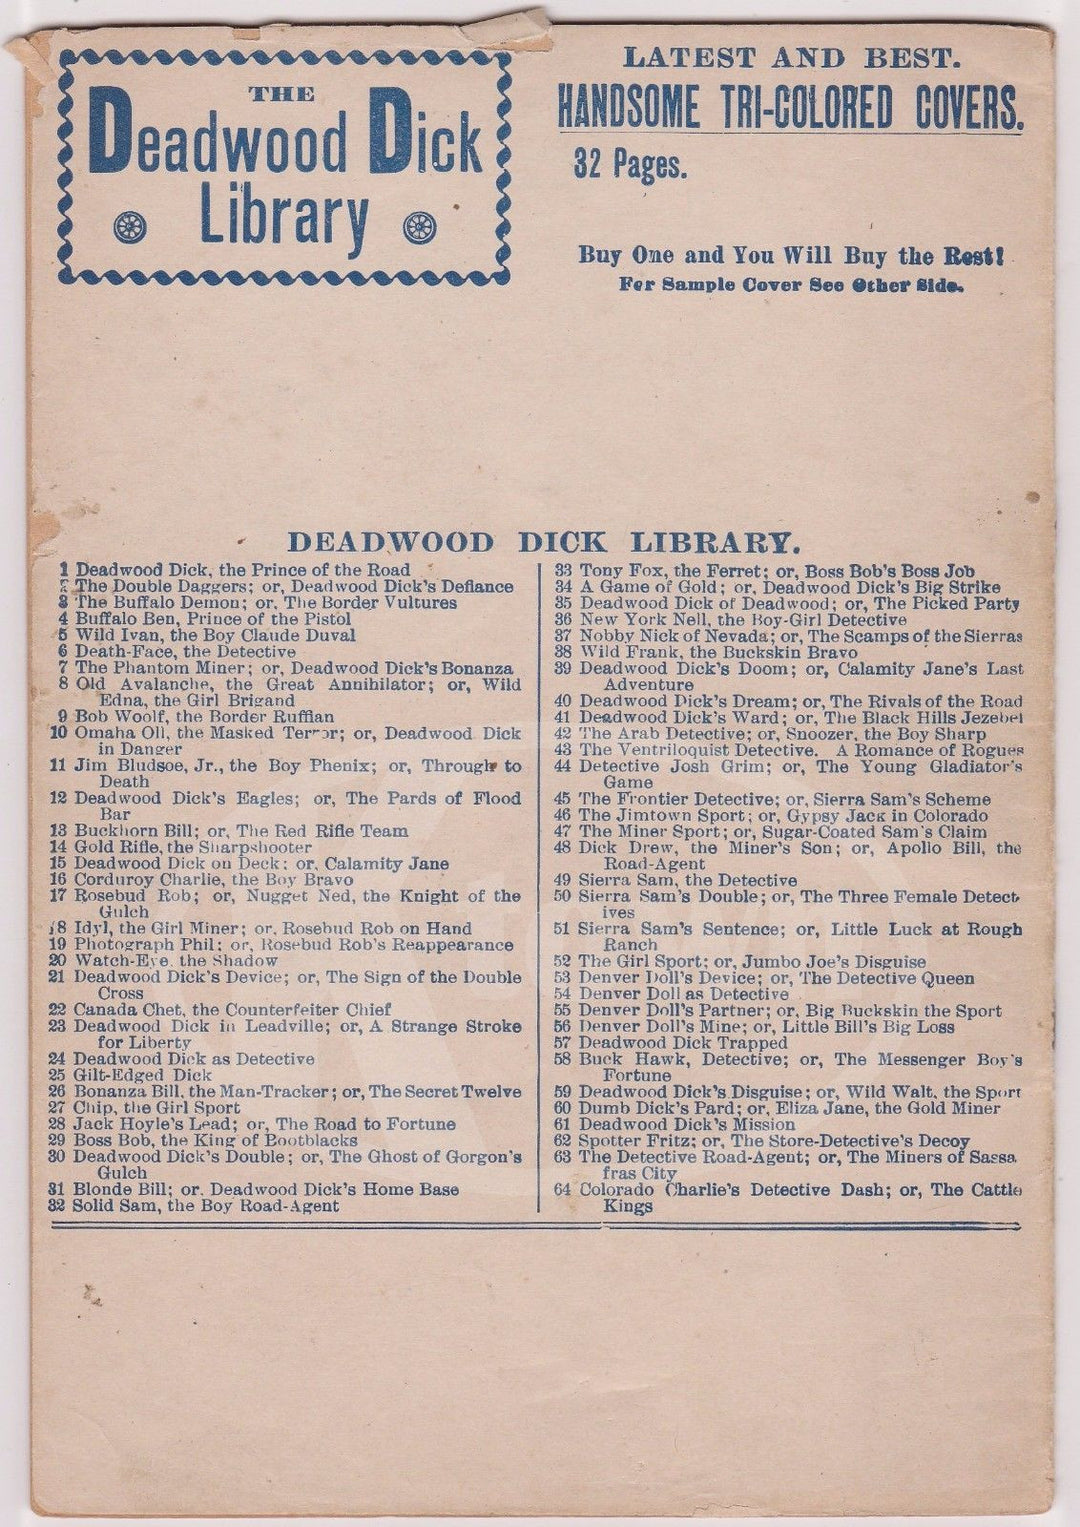 THE
Deadwood Dick
Library
LATEST AND BEST.
HANDSOME TRI-COLORED COVERS.
32 Pages.
Buy One and You Will Buy the Rest!
For Sample Cover See Other Side.
DEADWOOD DICK LIBRARY.
1 Deadwood Dick, the Prince of the Road
2 The Double Daggers; or, Deadwood Dick's Defiance
3 The Buffalo Demon; or, The Border Vultures
4 Buffalo Ben, Prince of the Pistol
5 Wild Ivan, the Boy Claude Duval
6 Death-Face, the Detective
7 The Phantom Miner; or, Deadwood Dick's Bonanza
8 Old Avalanche, the Great Annihilator; or, Wild
Edna, the Girl Brigand
9 Bob Woolf, the Border Ruffian
10 Omaha Oll, the Masked Terror; or, Deadwood Dick
in Danger
11 Jim Bludsoe, Jr., the Boy Phenix; or, Through to
Death
12 Deadwood Dick's Eagles; or, The Pards of Flood
Bar
13 Buckhorn Bill; or, The Red Rifle Team
14 Gold Rifle, the Sharpshooter
15 Deadwood Dick on Deck; or, Calamity Jane
16 Corduroy Charlie, the Boy Bravo
17 Rosebud Rob; or, Nugget Ned, the Knight of the
Gulch
18 Idyl, the Girl Miner; or, Rosebud Rob on Hand
19 Photograph Phil; or, Rosebud Rob's Reappearance
20 Watch-Eye, the Shadow
21 Deadwood Dick's Device; or, The Sign of the Double
Cross
22 Canada Chet, the Counterfeiter Chief
23 Deadwood Dick in Leadville; or, A Strange Stroke
for Liberty
24 Deadwood Dick as Detective
25 Gilt-Edged Dick
26 Bonanza Bill, the Man-Tracker; or, The Secret Twelve
27 Chip, the Girl Sport
28 Jack Hoyle's Lead; or, The Road to Fortune
29 Boss Bob, the King of Bootblacks
30 Deadwood Dick's Double; or, The Ghost of Gorgon's
Gulch
31 Blonde Bill; or, Deadwood Dick's Home Base
32 Solid Sam, the Boy Road-Agent
33 Tony Fox, the Ferret; or, Boss Bob's Boss Job
34 A Game of Gold; or, Deadwood Dick's Big Strike
35 Deadwood Dick of Deadwood; or, The Picked Party
36 New York Nell, the Boy-Girl Detective
37 Nobby Nick of Nevada; or, The Scamps of the Sierras
38 Wild Frank, the Buckskin Bravo
39 Deadwood Dick's Doom; or, Calamity Jane's Last
Adventure
40 Deadwood Dick's Dream; or, The Rivals of the Road
41 Deadwood Dick's Ward; or, The Black Hills Jezebel
42 The Arab Detective; or, Snoozer, the Boy Sharp
43 The Ventriloquist Detective. A Romance of Rogues
44 Detective Josh Grim; or, The Young Gladiator's
Game
45 The Frontier Detective; or, Sierra Sam's Scheme
46 The Jimtown Sport; or, Gypsy Jack in Colorado
47 The Miner Sport; or, Sugar-Coated Sam's Claim
48 Dick Drew, the Miner's Son; or, Apollo Bill, the
Road-Agent
49 Sierra Sam, the Detective
50 Sierra Sam's Double; or, The Three Female Detect-
ives
51 Sierra Sam's Sentence; or, Little Luck at Rough
Ranch
52 The Girl Sport; or, Jumbo Joe's Disguise
53 Denver Doll's Device; or, The Detective Queen
54 Denver Doll as Detective
55 Denver Doll's Partner; or, Big Buckskin the Sport
56 Denver Doll's Mine; or, Little Bill's Big Loss
57 Deadwood Dick Trapped
58 Buck Hawk, Detective; or, The Messenger Boy's
Fortune
59 Deadwood Dick's Disguise; or, Wild Walt, the Sport
60 Dumb Dick's Pard; or, Eliza Jane, the Gold Miner
61 Deadwood Dick's Mission
62 Spotter Fritz; or, The Store-Detective's Decoy
63 The Detective Road-Agent; or, The Miners of Sassa
fras City
64 Colorado Charlie's Detective Dash; or, The Cattle
Kings